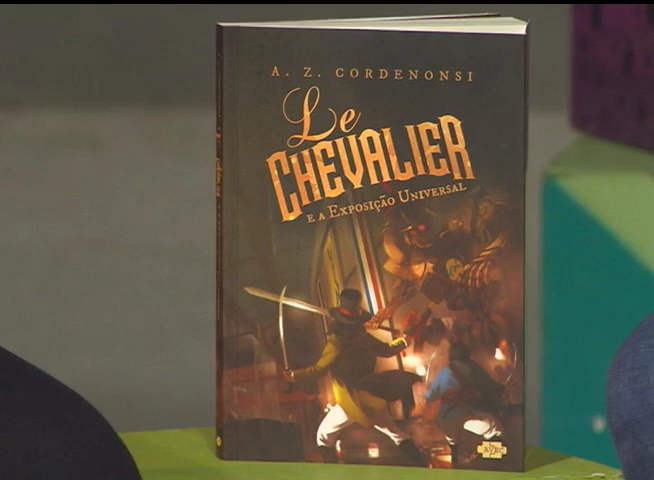 A. Z. CORDENONSI
Le
CHEVALIER
E A EXPOSIÇÃO UNIVERSAL